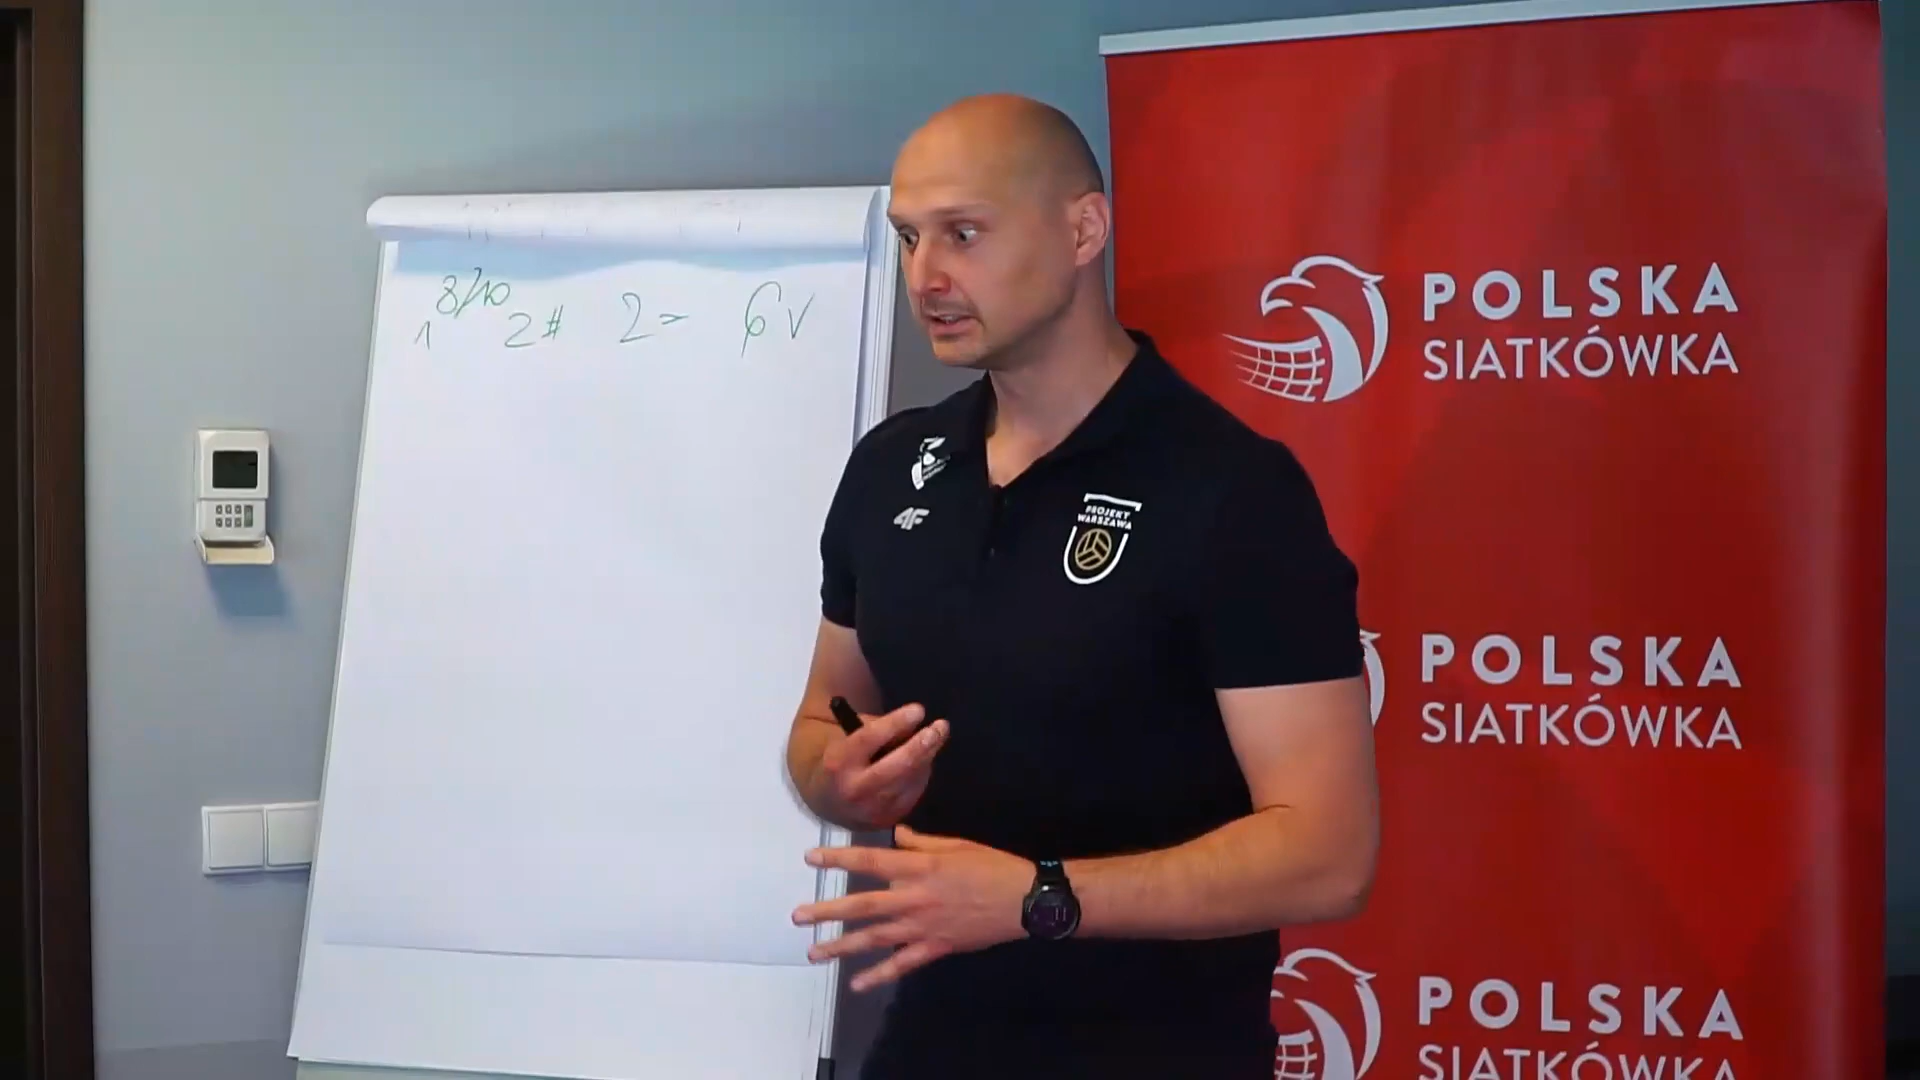 8/10
1 2# 2= 6V
4F
PROJEKT
WARSZAWA
POLSKA
SIATKÓWKA
POLSKA
SIATKÓWKA
POLSKA
SIATKÓWKA